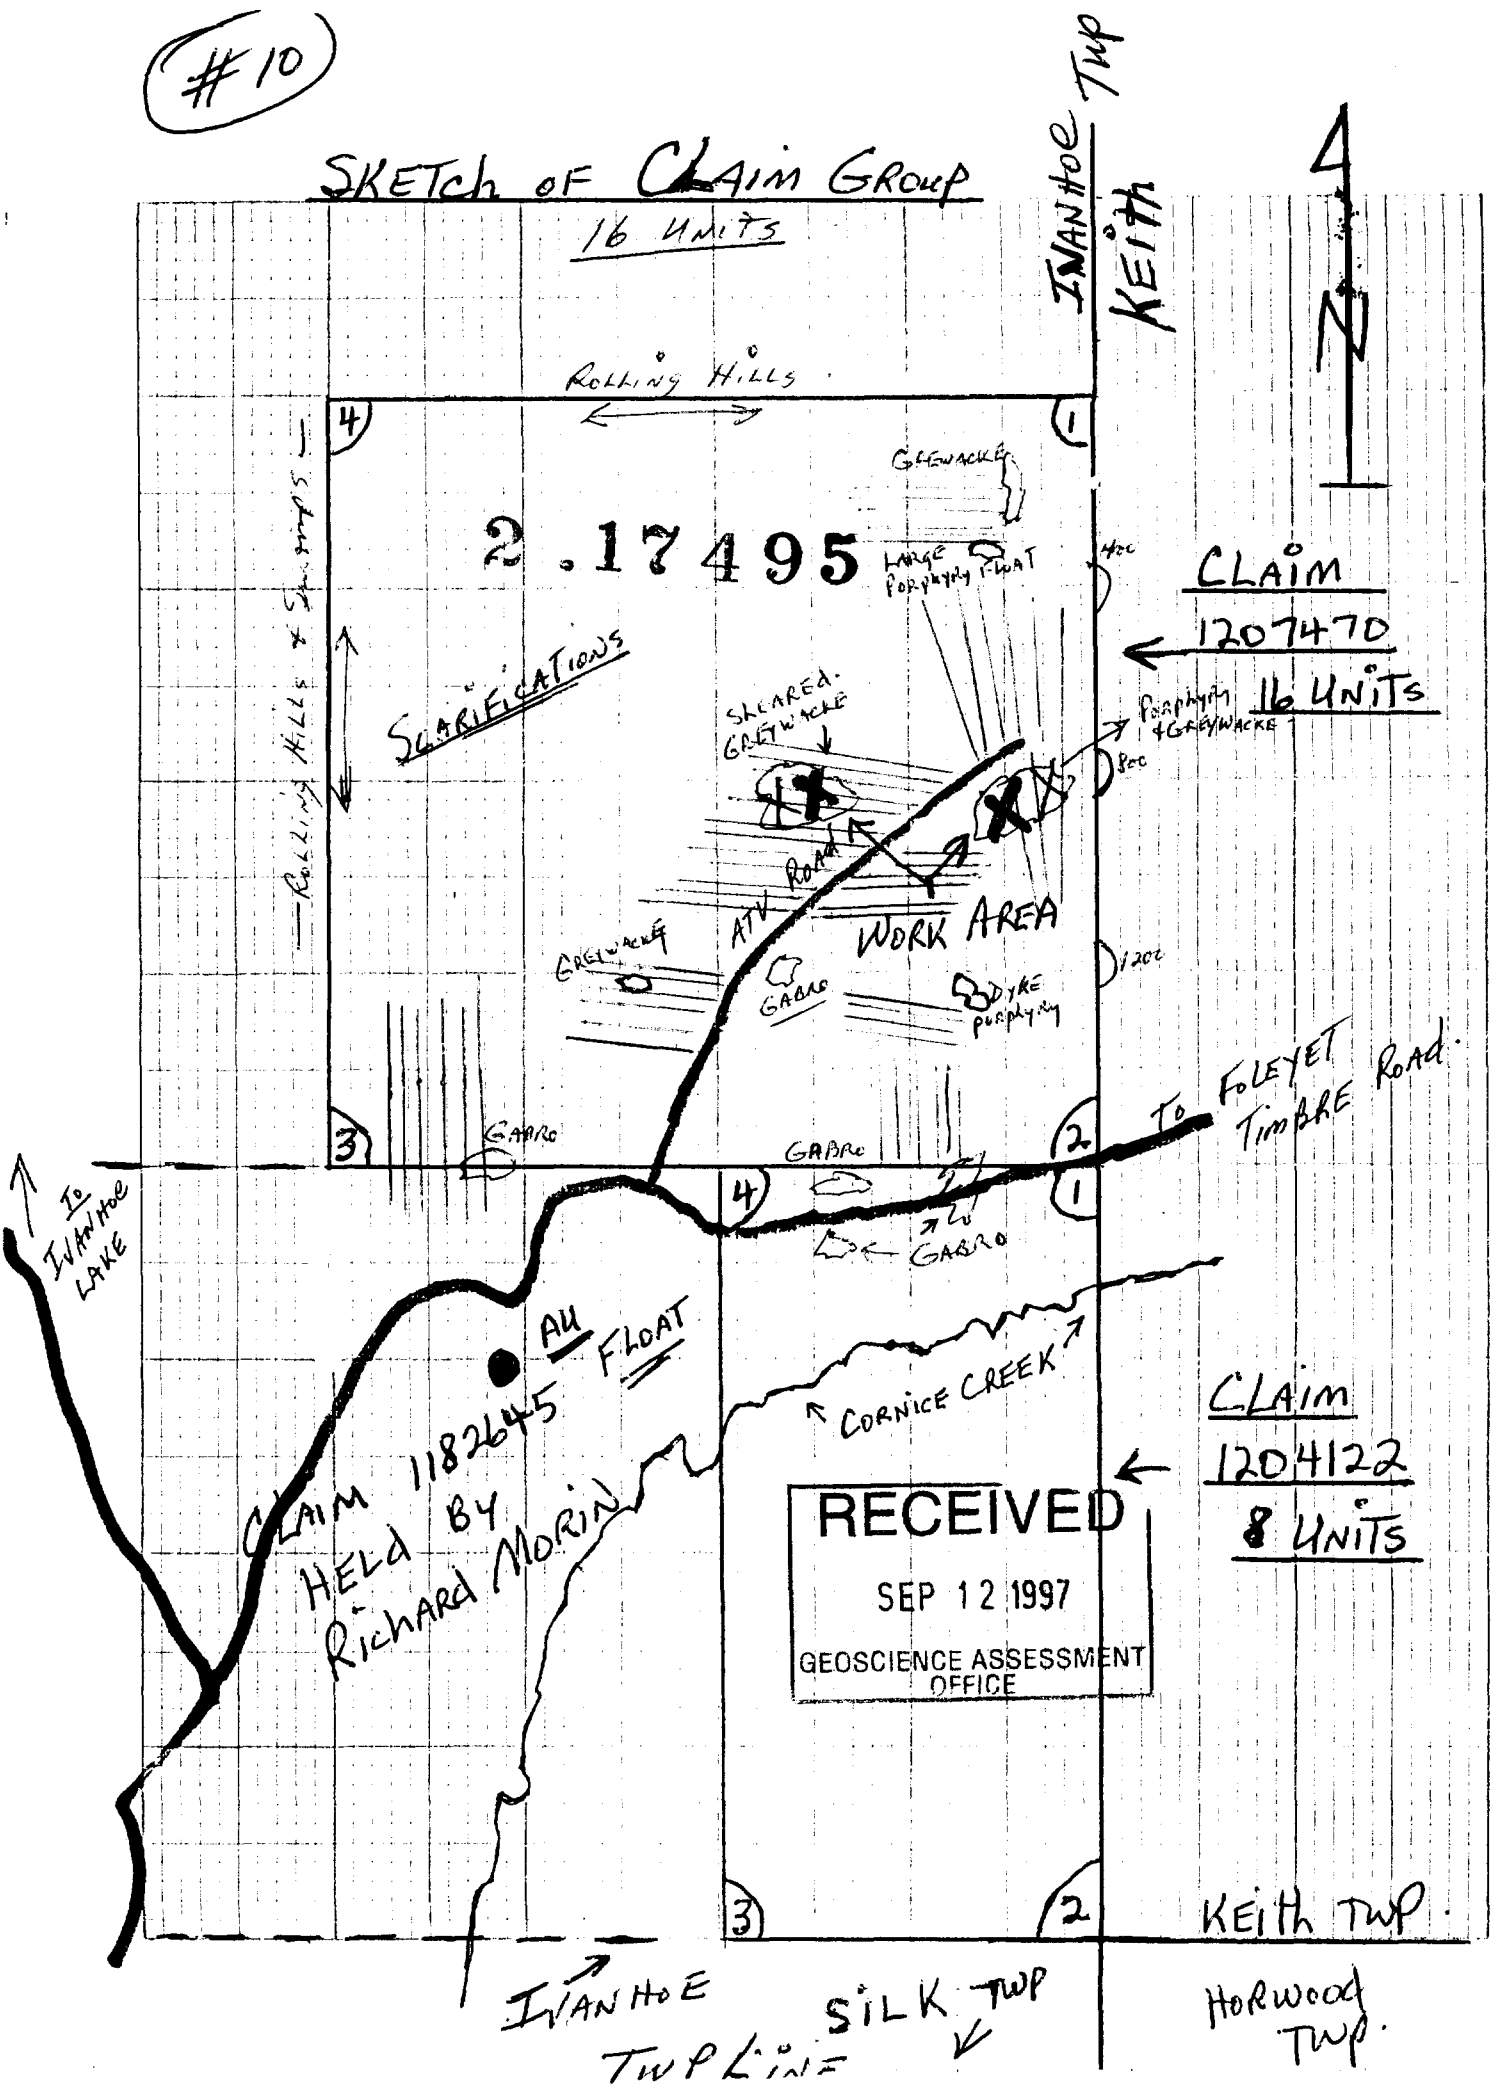 #10
IVANHOE TWP
KEITH
SKETCH OF CLAIM GROUP
16 UNITS
N
ROLLING HILLS
4
1
GREWACKE
2.17495
LARGE
PORPHYRY FLOAT
400
CLAIM
1207470
16 UNITS
ROLLING HILLS & SWAMPS
SCARIFICATIONS
SHEARED
GREYWACKE
PORPHYRY
& GREYWACKE
800
ATV ROAD
WORK AREA
GREYWACKE
GABRO
DYKE
PORPHYRY
1200
TO FOLEYET
TIMBRE ROAD.
3
GABRO
GABRO
2
4
1
GABRO
TO
IVANHOE
LAKE
AU
FLOAT
CORNICE CREEK
CLAIM 1182645
HELD BY
RICHARD MORIN
CLAIM
1204122
8 UNITS
RECEIVED
SEP 12 1997
GEOSCIENCE ASSESSMENT
OFFICE
3
2
KEITH TWP.
IVANHOE
TWP LINE
SILK TWP
HORWOOD
TWP.